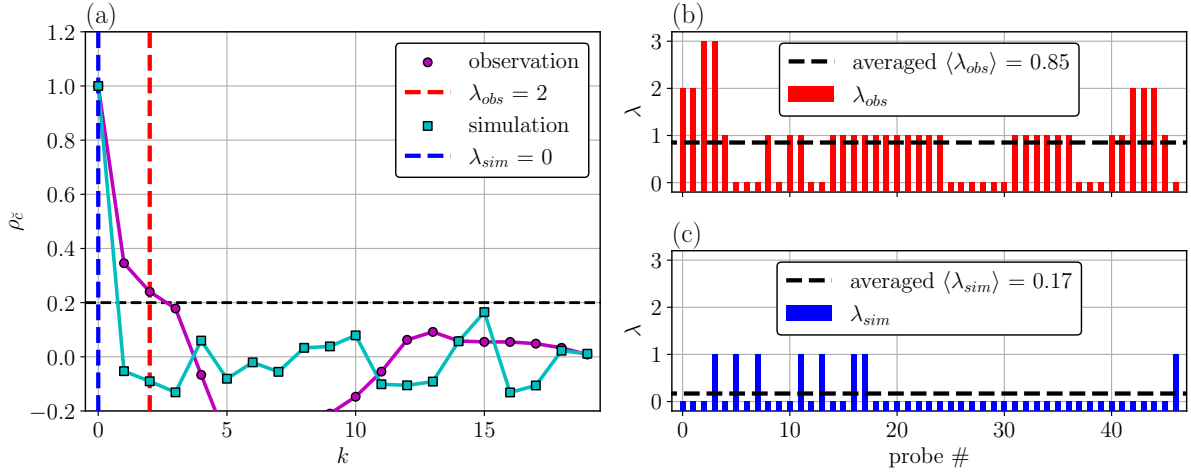 (a)
1.2
1.0
0.8
0.6
0.4
0.2
0.0
−0.2
ρ_č
0
5
10
15
k
observation
λ_obs = 2
simulation
λ_sim = 0
(b)
3
2
1
0
λ
averaged ⟨λ_obs⟩ = 0.85
λ_obs
(c)
3
2
1
0
λ
averaged ⟨λ_sim⟩ = 0.17
λ_sim
0
10
20
30
40
probe #